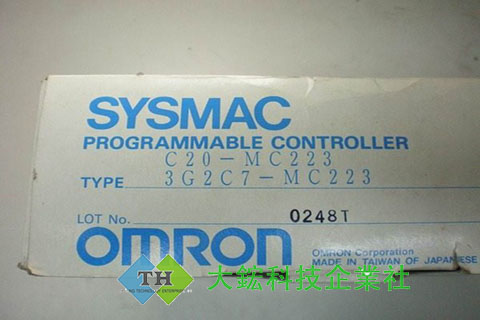 SYSMAC
PROGRAMMABLE CONTROLLER
C20-MC223
TYPE 3G2C7-MC223
LOT No. 0248T
OMRON
OMRON Corporation
MADE IN TAIWAN OF JAPANESE
TH
大鋐科技企業社